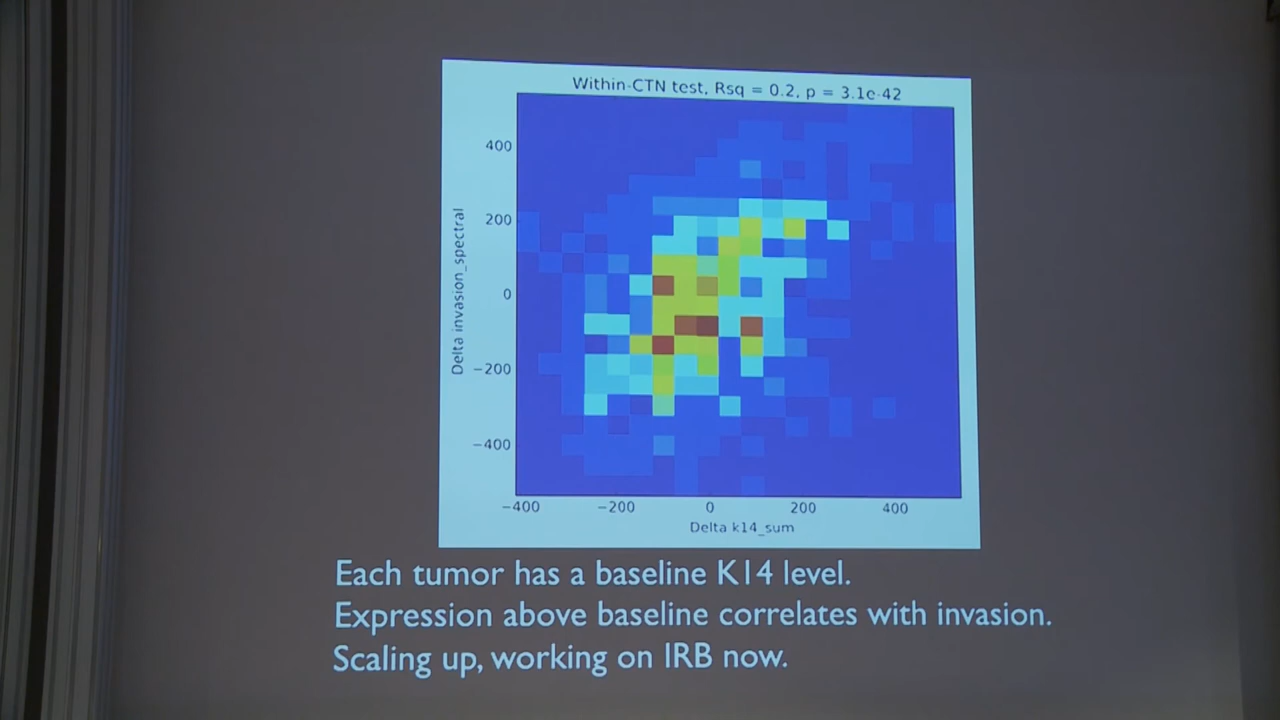 Within-CTN test, Rsq = 0.2, p = 3.1e-42
400
200
0
−200
−400
Delta invasion_spectral
−400 −200 0 200 400
Delta k14_sum
Each tumor has a baseline K14 level.
Expression above baseline correlates with invasion.
Scaling up, working on IRB now.